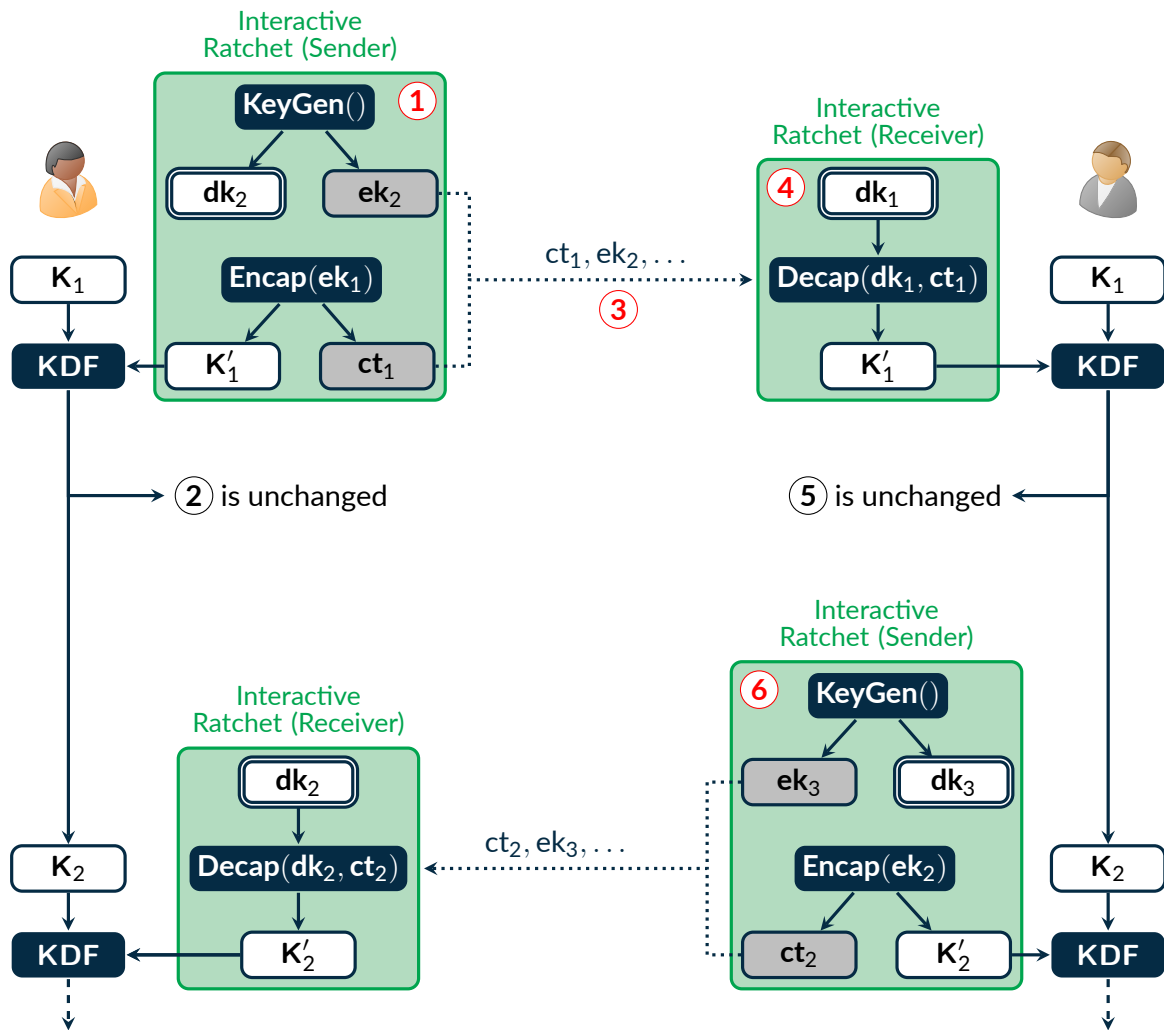 Interactive
Ratchet (Sender)
KeyGen()
1
dk₂
ek₂
Encap(ek₁)
K₁
KDF
K′₁
ct₁
ct₁, ek₂, . . .
3
Interactive
Ratchet (Receiver)
4
dk₁
Decap(dk₁, ct₁)
K′₁
K₁
KDF
2 is unchanged
5 is unchanged
Interactive
Ratchet (Receiver)
dk₂
Decap(dk₂, ct₂)
K₂
KDF
K′₂
ct₂, ek₃, . . .
Interactive
Ratchet (Sender)
6
KeyGen()
ek₃
dk₃
Encap(ek₂)
ct₂
K′₂
K₂
KDF